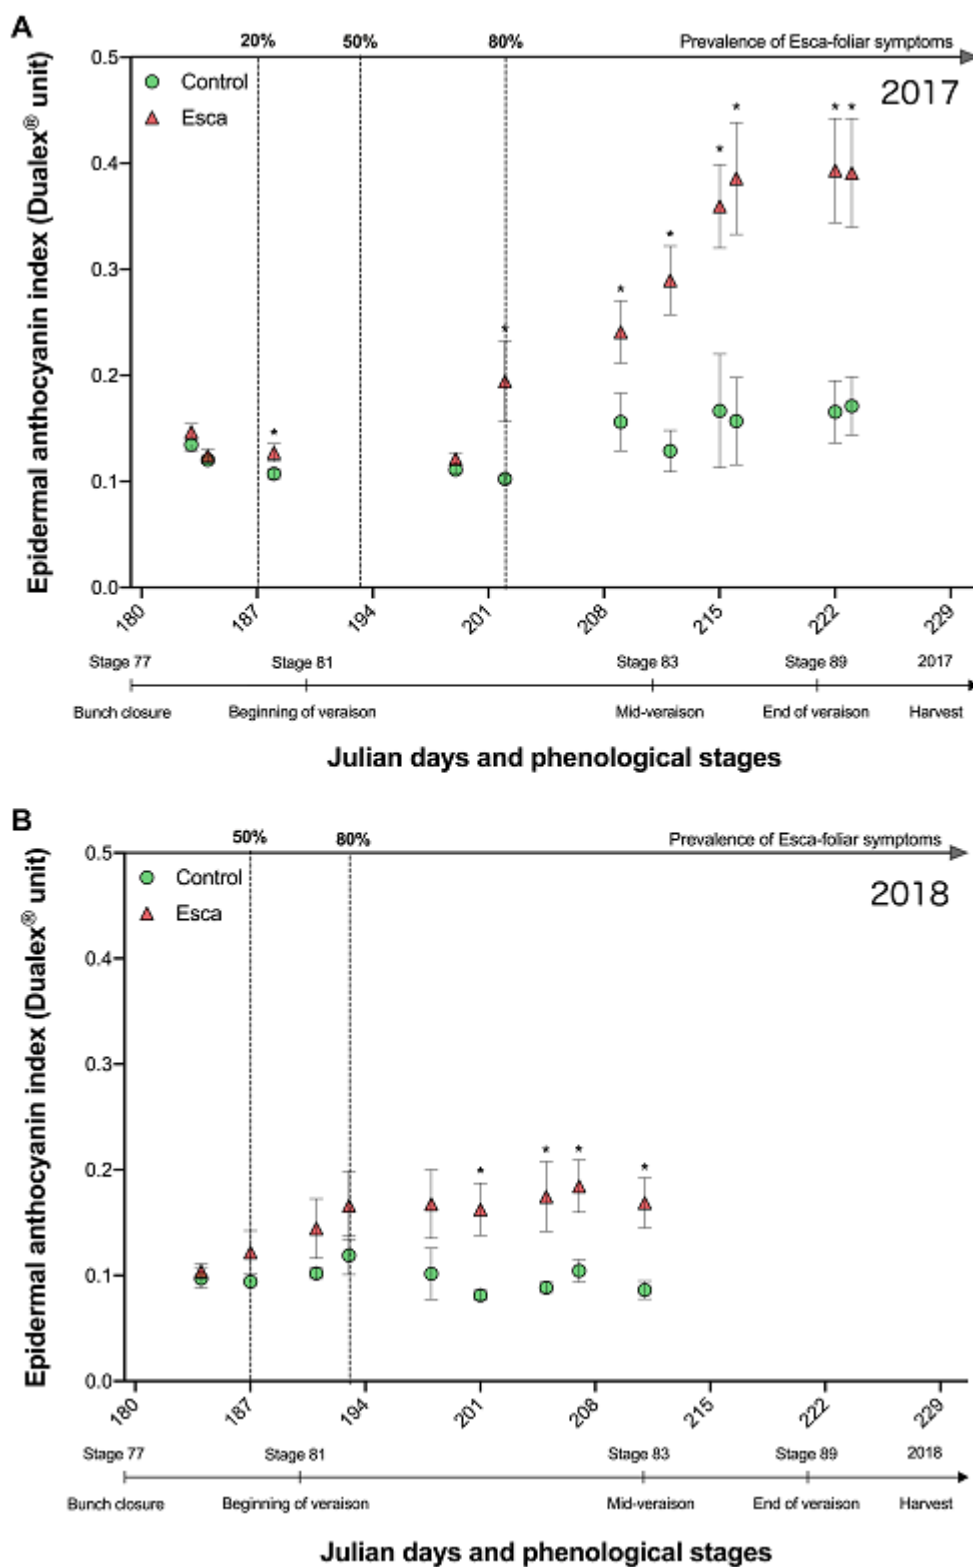 A
20% 50% 80% Prevalence of Esca-foliar symptoms
0.5
Control
2017
Esca
* * * * * * * *
0.4
0.3
0.2
0.1
0.0
Epidermal anthocyanin index (Dualex® unit)
180 187 194 201 208 215 222 229
Stage 77 Stage 81 Stage 83 Stage 89 2017
Bunch closure Beginning of veraison Mid-veraison End of veraison Harvest
Julian days and phenological stages
B
50% 80% Prevalence of Esca-foliar symptoms
0.5
Control
2018
Esca
0.4
0.3
0.2
* * * *
0.1
0.0
Epidermal anthocyanin index (Dualex® unit)
180 187 194 201 208 215 222 229
Stage 77 Stage 81 Stage 83 Stage 89 2018
Bunch closure Beginning of veraison Mid-veraison End of veraison Harvest
Julian days and phenological stages